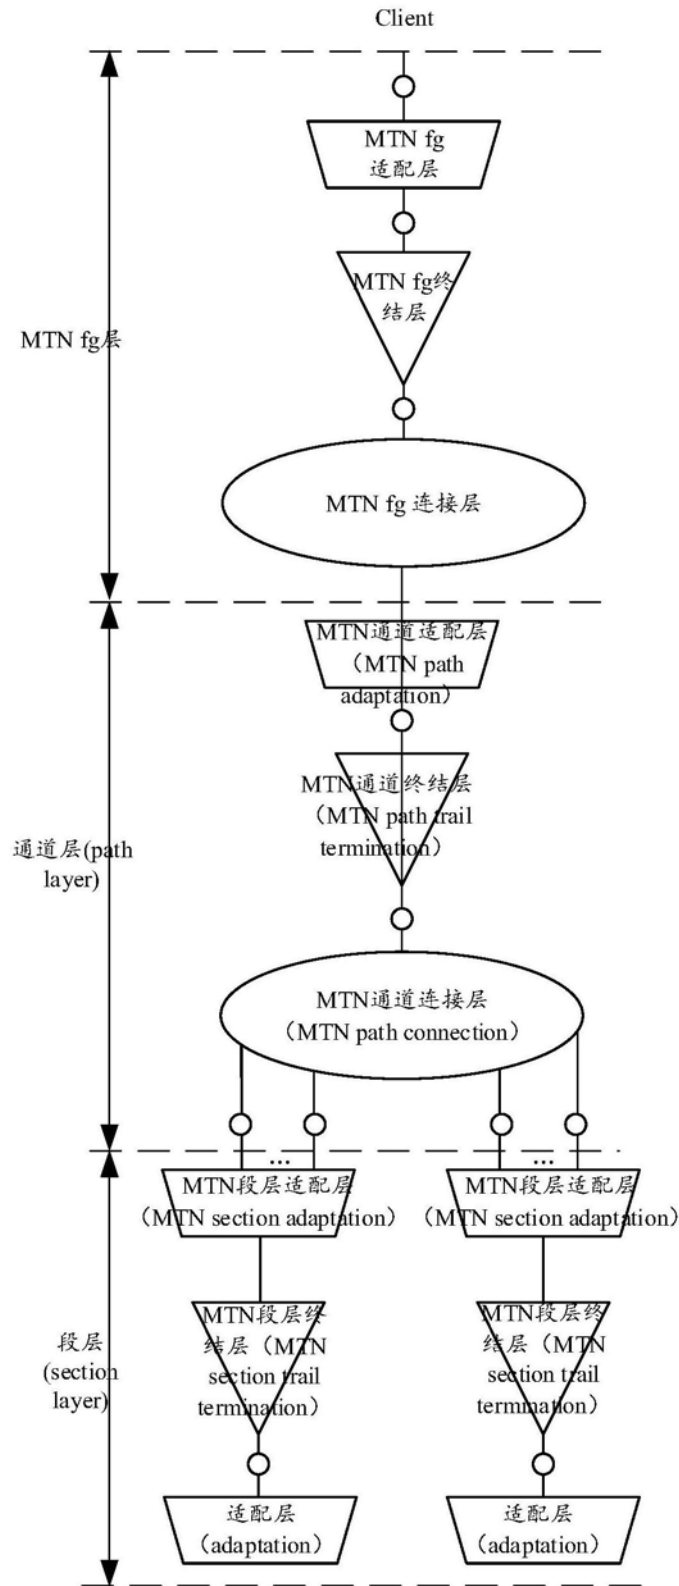 Client
MTN fg
适配层
MTN fg终
结层
MTN fg层
MTN fg 连接层
MTN通道适配层
（MTN path
adaptation）
MTN通道终结层
（MTN path trail
termination）
通道层(path
layer)
MTN通道连接层
（MTN path connection）
...
...
MTN段层适配层
（MTN section adaptation）
MTN段层适配层
（MTN section adaptation）
MTN段层终
结层（MTN
section trail
termination）
MTN段层终
结层（MTN
section trail
termination）
段层
(section
layer)
适配层
（adaptation）
适配层
（adaptation）